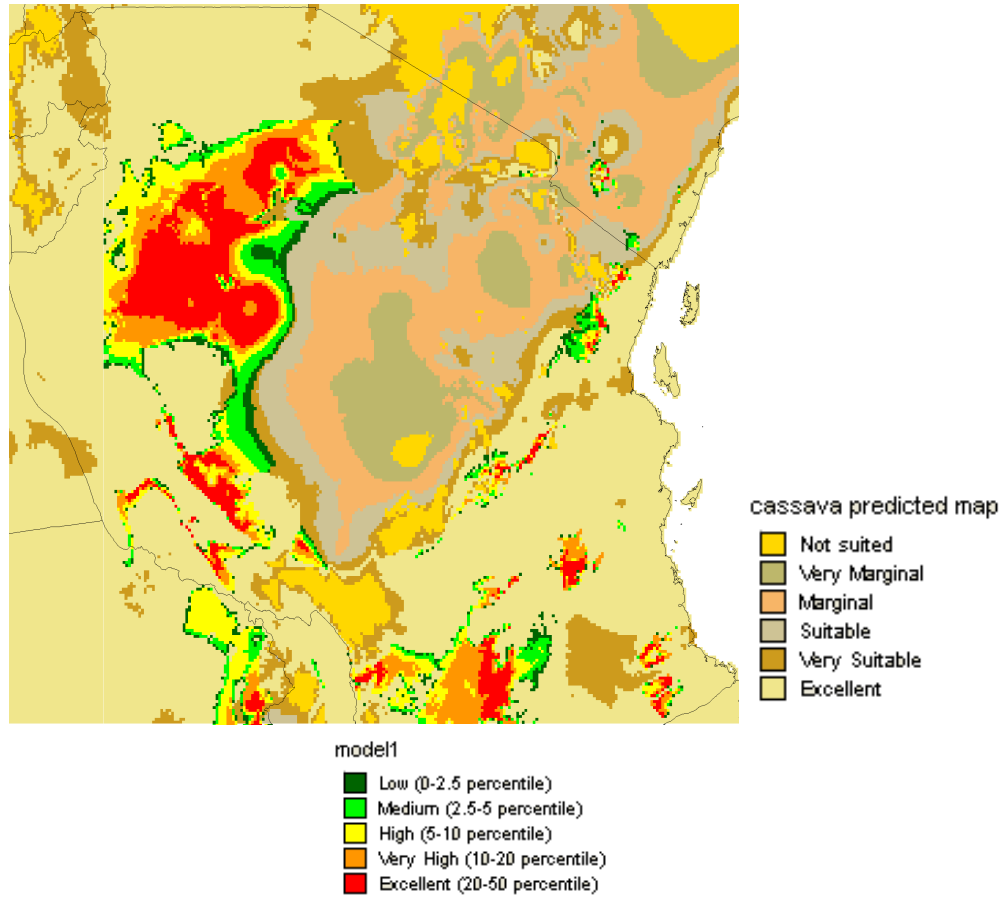 cassava predicted map
Not suited
Very Marginal
Marginal
Suitable
Very Suitable
Excellent
model1
Low (0-2.5 percentile)
Medium (2.5-5 percentile)
High (5-10 percentile)
Very High (10-20 percentile)
Excellent (20-50 percentile)